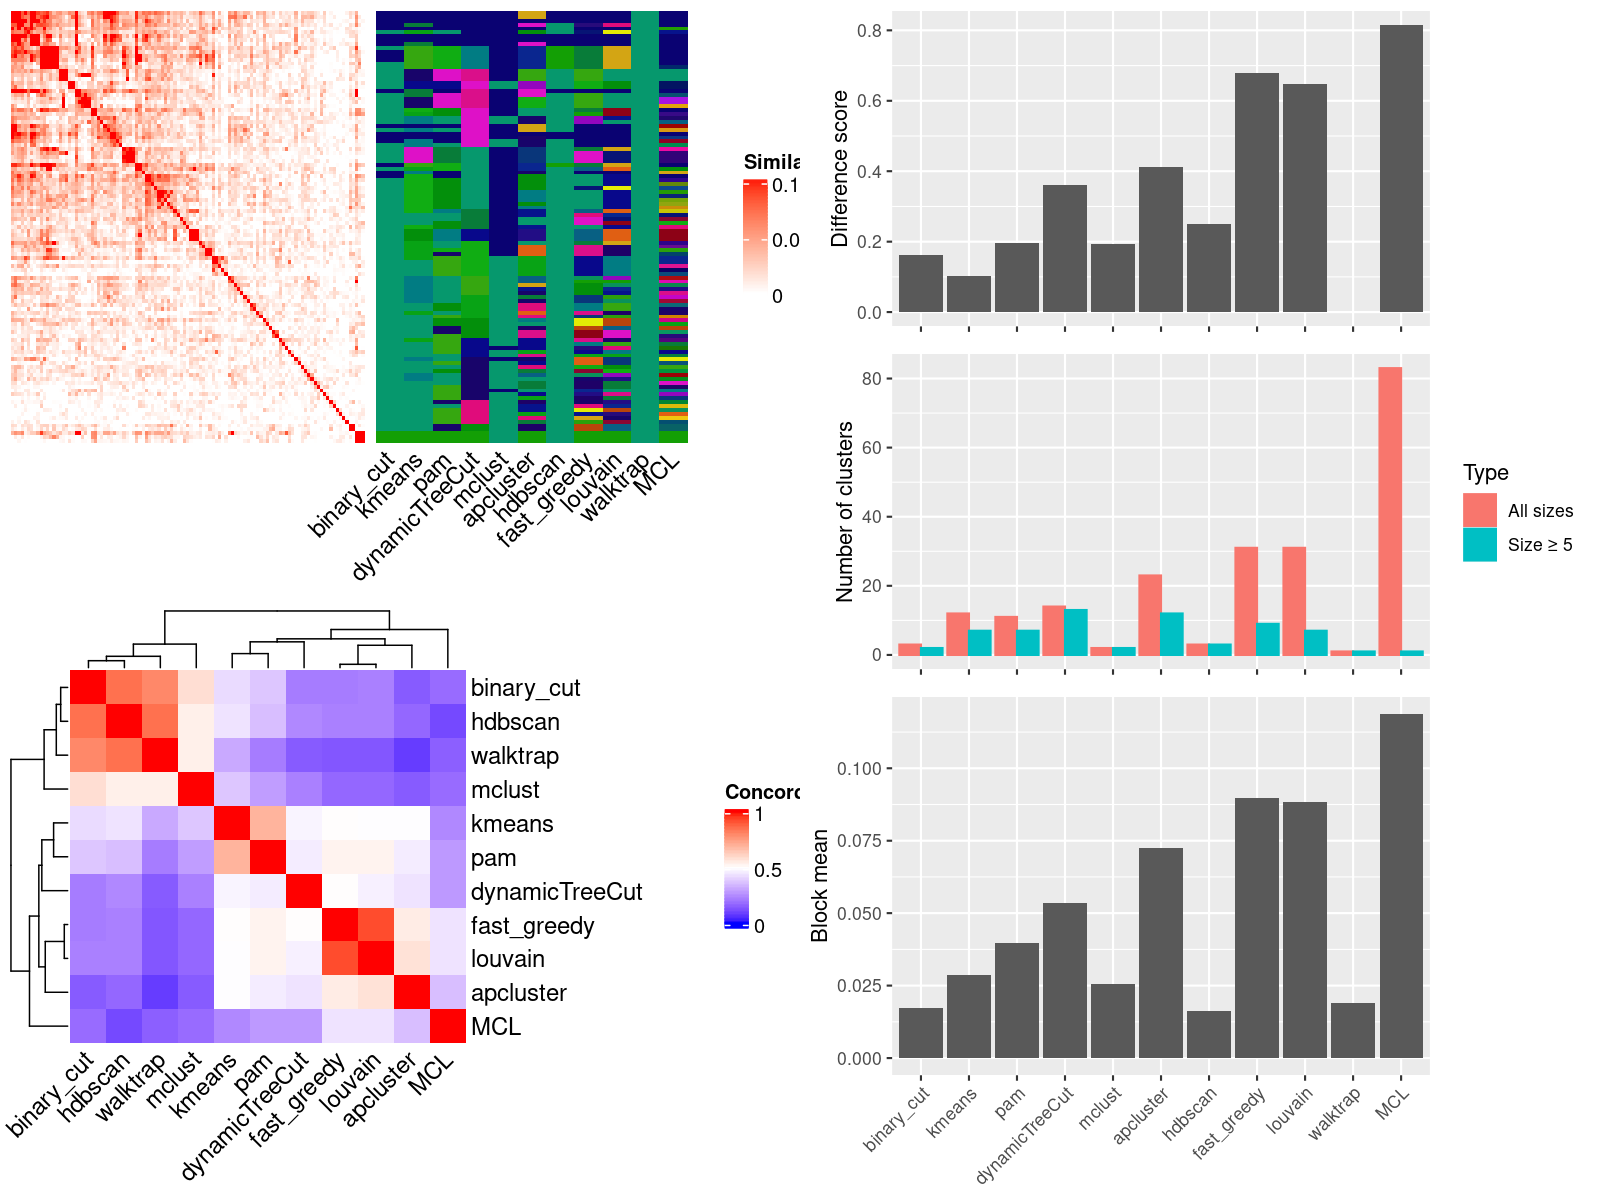 Simila
0.1
0.0
0
binary_cut
kmeans
pam
dynamicTreeCut
mclust
apcluster
hdbscan
fast_greedy
louvain
walktrap
MCL
binary_cut
hdbscan
walktrap
mclust
kmeans
pam
dynamicTreeCut
fast_greedy
louvain
apcluster
MCL
binary_cut
hdbscan
walktrap
mclust
kmeans
pam
dynamicTreeCut
fast_greedy
louvain
apcluster
MCL
Concord
1
0.5
0
Difference score
0.8
0.6
0.4
0.2
0.0
Number of clusters
80
60
40
20
0
Type
All sizes
Size ≥ 5
Block mean
0.100
0.075
0.050
0.025
0.000
binary_cut
kmeans
pam
dynamicTreeCut
mclust
apcluster
hdbscan
fast_greedy
louvain
walktrap
MCL